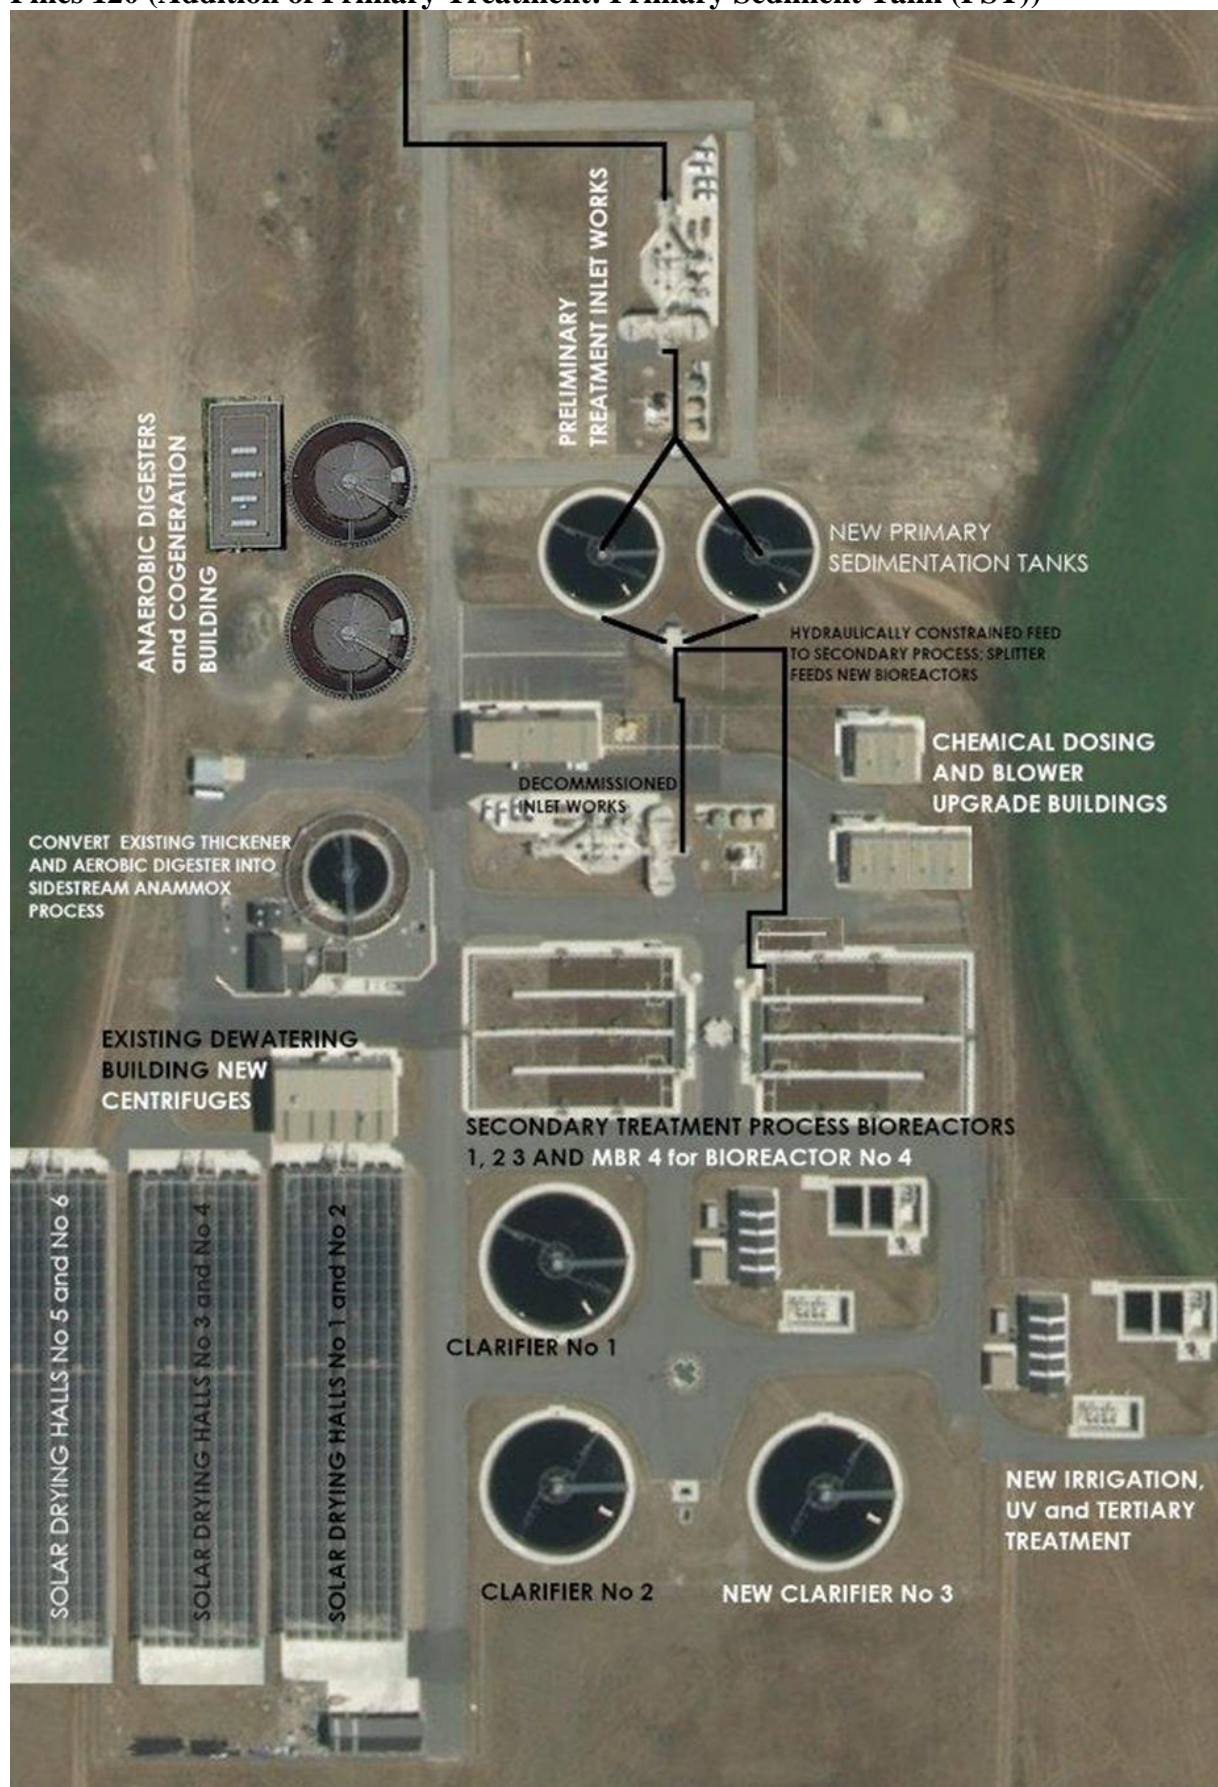 Pines 120 (Addition of Primary Treatment: Primary Sediment Tank (PST))
PRELIMINARY
TREATMENT INLET WORKS
ANAEROBIC DIGESTERS
and COGENERATION
BUILDING
NEW PRIMARY
SEDIMENTATION TANKS
HYDRAULICALLY CONSTRAINED FEED
TO SECONDARY PROCESS; SPLITTER
FEEDS NEW BIOREACTORS
CHEMICAL DOSING
AND BLOWER
UPGRADE BUILDINGS
DECOMMISSIONED
INLET WORKS
CONVERT EXISTING THICKENER
AND AEROBIC DIGESTER INTO
SIDESTREAM ANAMMOX
PROCESS
EXISTING DEWATERING
BUILDING NEW
CENTRIFUGES
SECONDARY TREATMENT PROCESS BIOREACTORS
1, 2 3 AND MBR 4 for BIOREACTOR No 4
SOLAR DRYING HALLS No 5 and No 6
SOLAR DRYING HALLS No 3 and No 4
SOLAR DRYING HALLS No 1 and No 2
CLARIFIER No 1
CLARIFIER No 2
NEW CLARIFIER No 3
NEW IRRIGATION,
UV and TERTIARY
TREATMENT